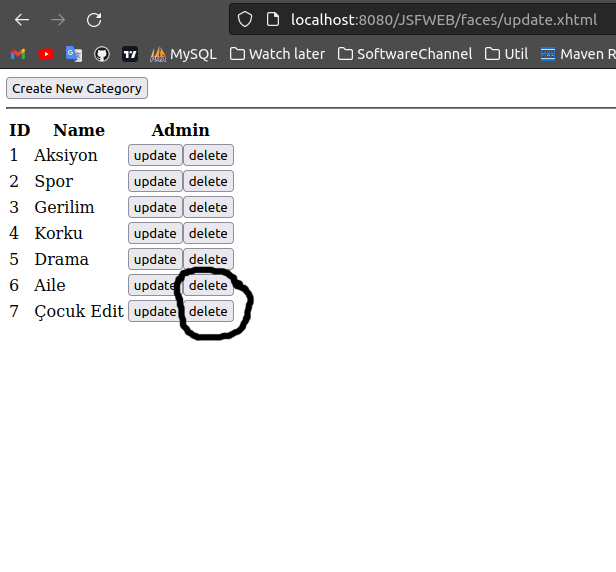 localhost:8080/JSFWEB/faces/update.xhtml
MySQL Watch later SoftwareChannel Util Maven R
Create New Category
ID Name Admin
1 Aksiyon update delete
2 Spor update delete
3 Gerilim update delete
4 Korku update delete
5 Drama update delete
6 Aile update delete
7 Çocuk Edit update delete